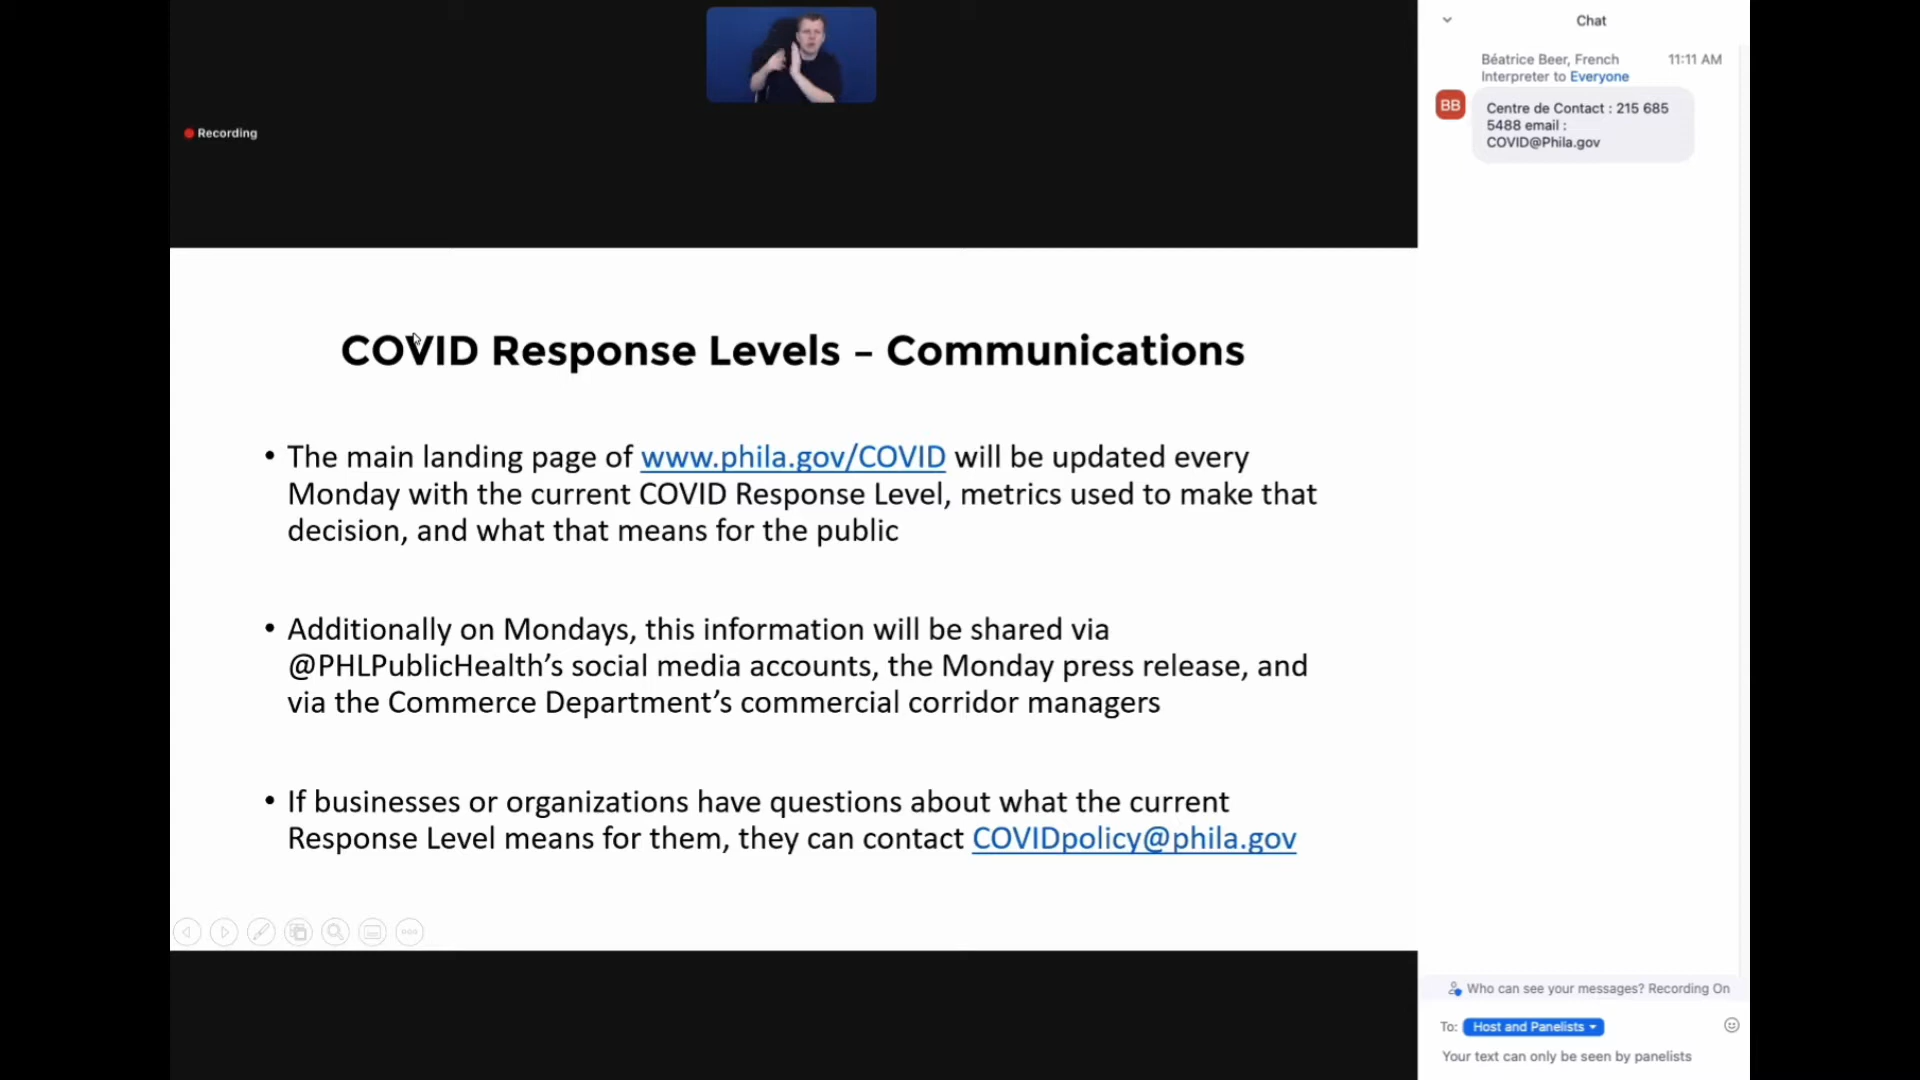 Recording
COVID Response Levels – Communications
• The main landing page of www.phila.gov/COVID will be updated every
Monday with the current COVID Response Level, metrics used to make that
decision, and what that means for the public
• Additionally on Mondays, this information will be shared via
@PHLPublicHealth’s social media accounts, the Monday press release, and
via the Commerce Department’s commercial corridor managers
• If businesses or organizations have questions about what the current
Response Level means for them, they can contact COVIDpolicy@phila.gov
Chat
Béatrice Beer, French 11:11 AM
Interpreter to Everyone
BB
Centre de Contact : 215 685
5488 email :
COVID@Phila.gov
Who can see your messages? Recording On
To: Host and Panelists
Your text can only be seen by panelists